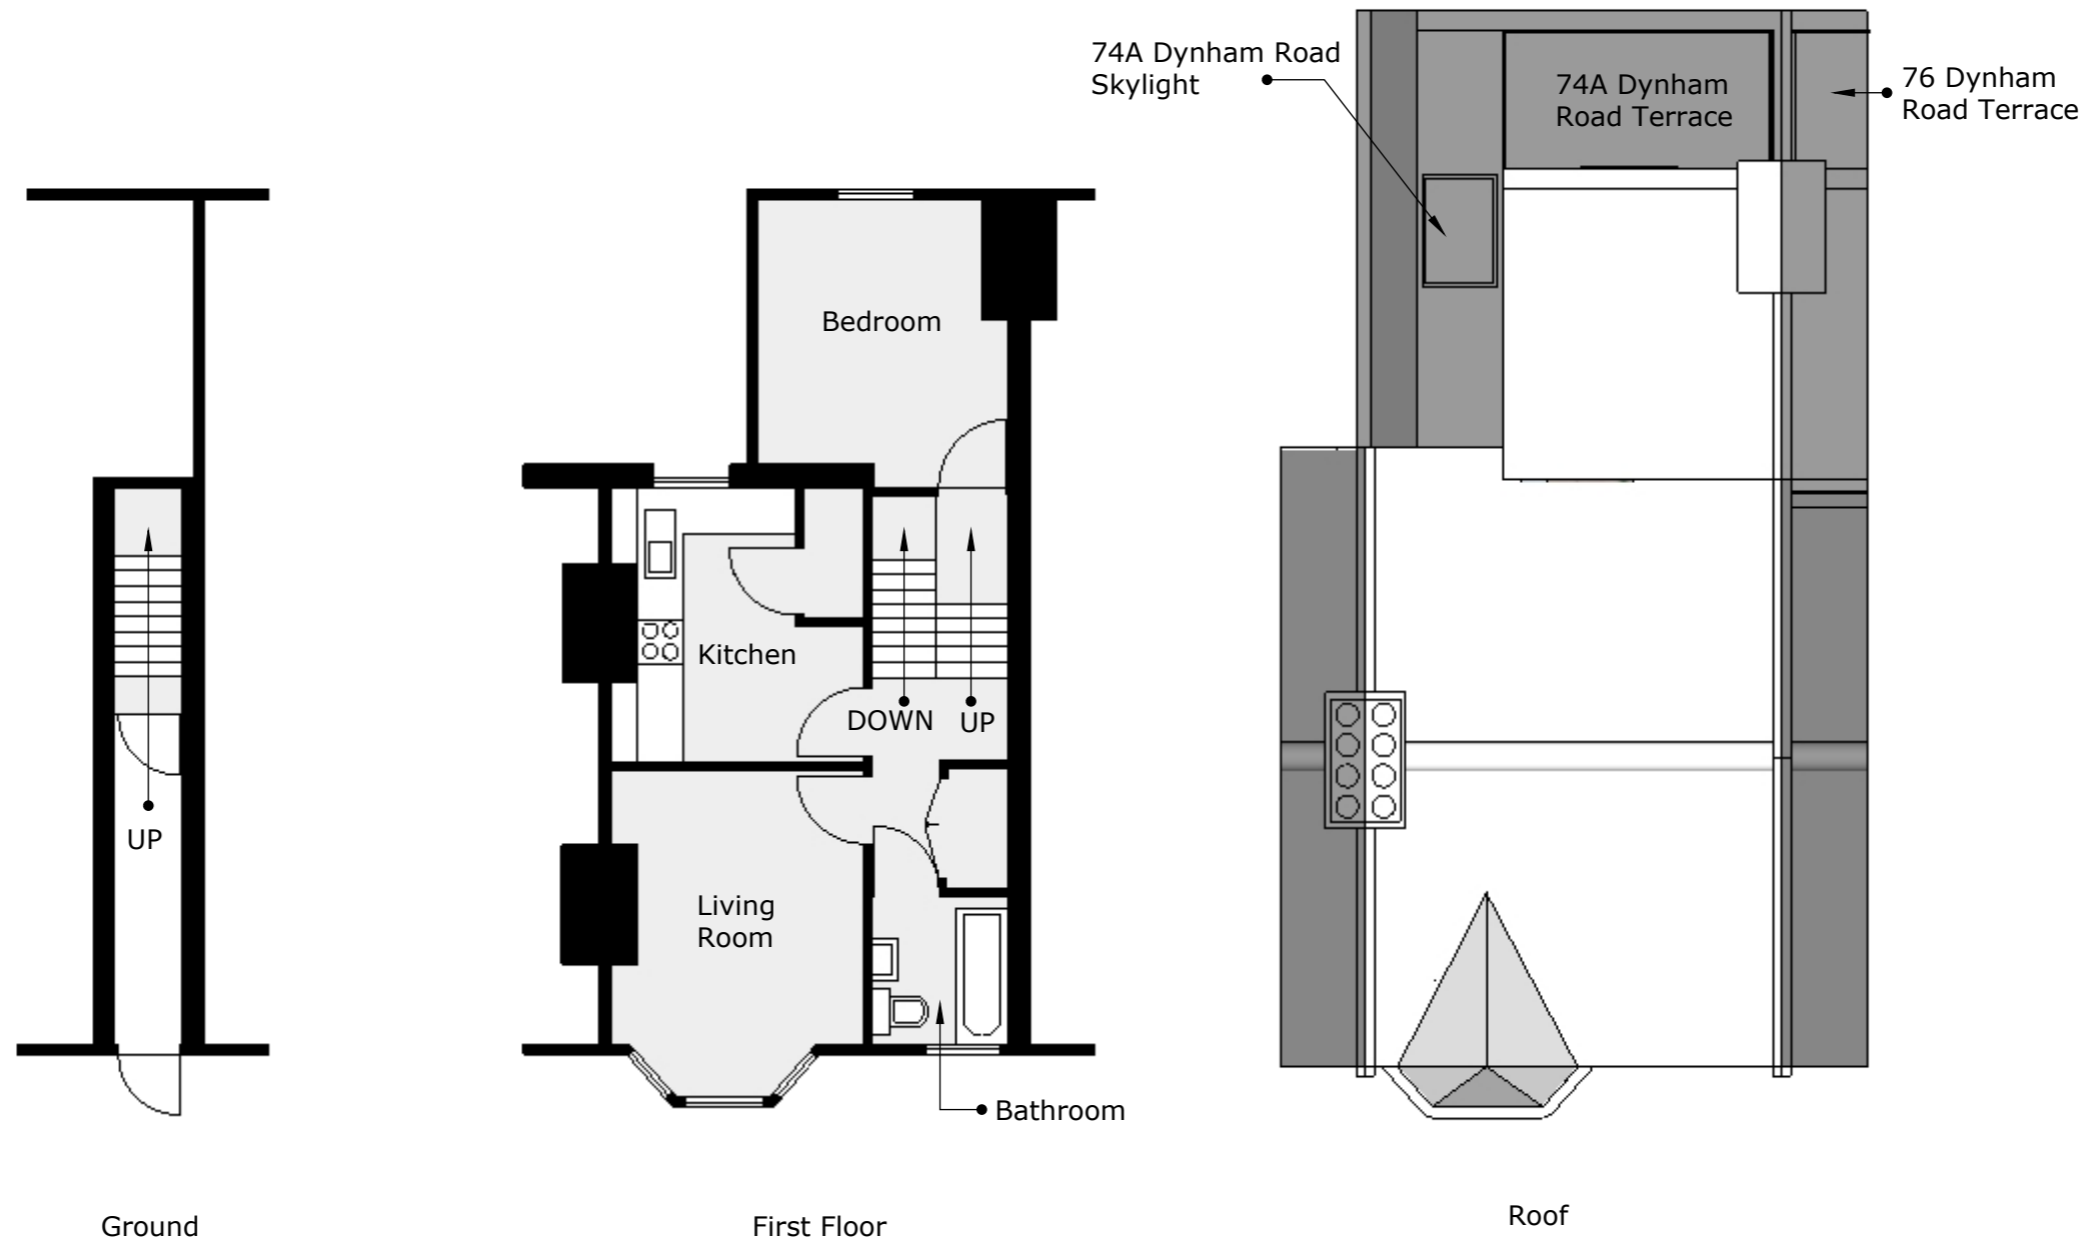 74A Dynham Road
Skylight
74A Dynham
Road Terrace
76 Dynham
Road Terrace
Bedroom
Kitchen
DOWN
UP
UP
Living
Room
Bathroom
Ground
First Floor
Roof